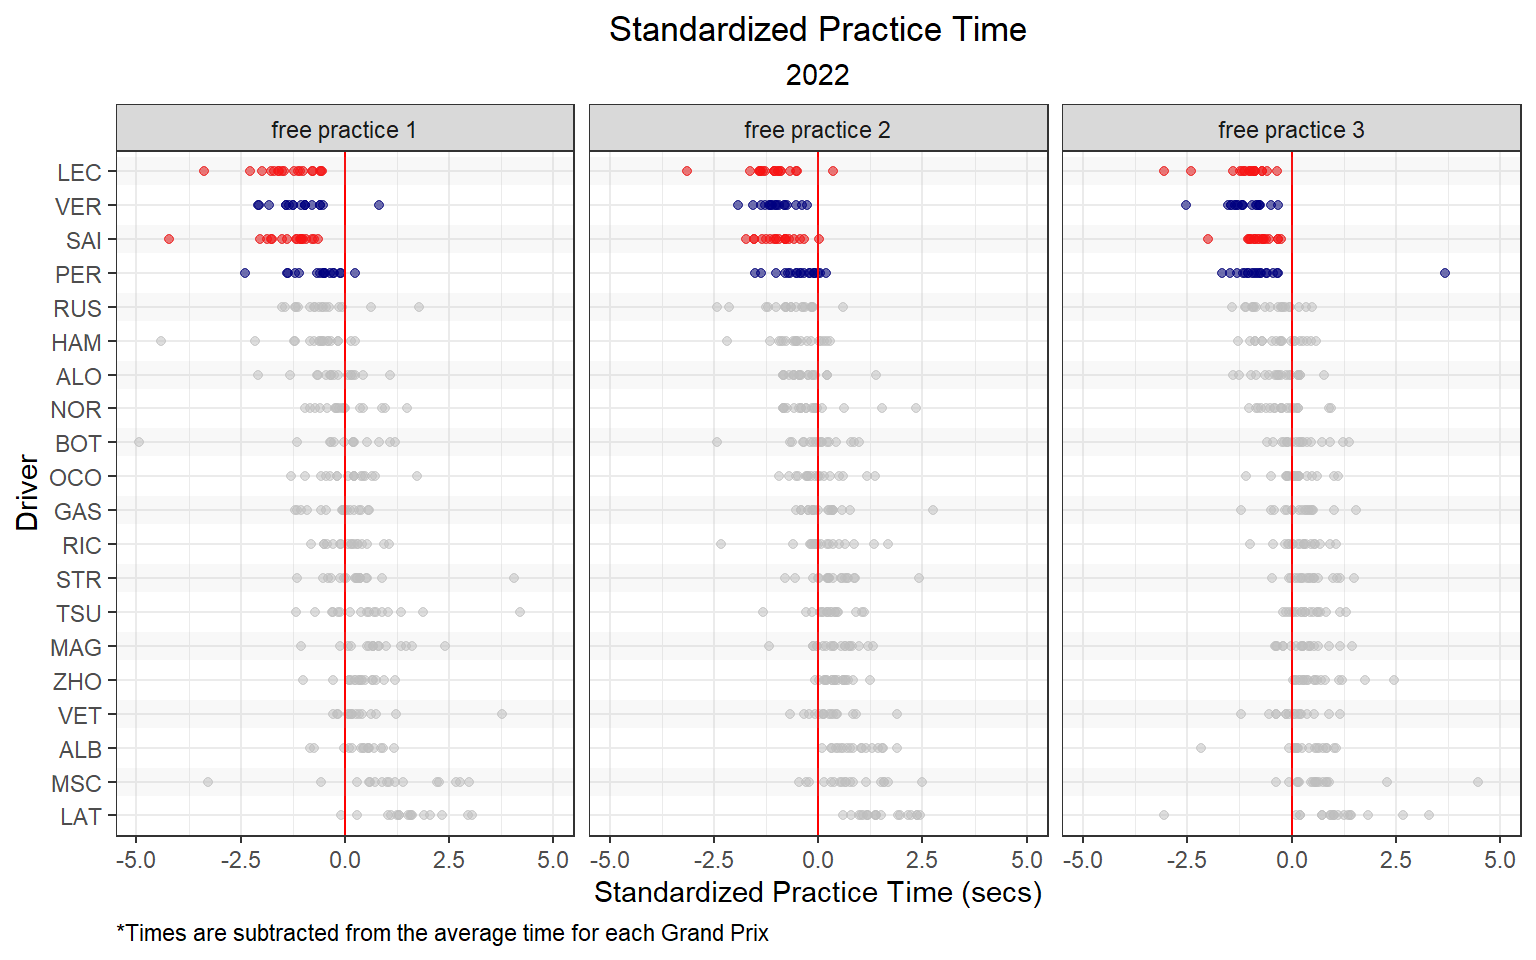 Standardized Practice Time
2022
free practice 1 free practice 2 free practice 3
LEC
VER
SAI
PER
RUS
HAM
ALO
NOR
BOT
OCO
GAS
RIC
STR
TSU
MAG
ZHO
VET
ALB
MSC
LAT
Driver
-5.0 -2.5 0.0 2.5 5.0 -5.0 -2.5 0.0 2.5 5.0 -5.0 -2.5 0.0 2.5 5.0
Standardized Practice Time (secs)
*Times are subtracted from the average time for each Grand Prix